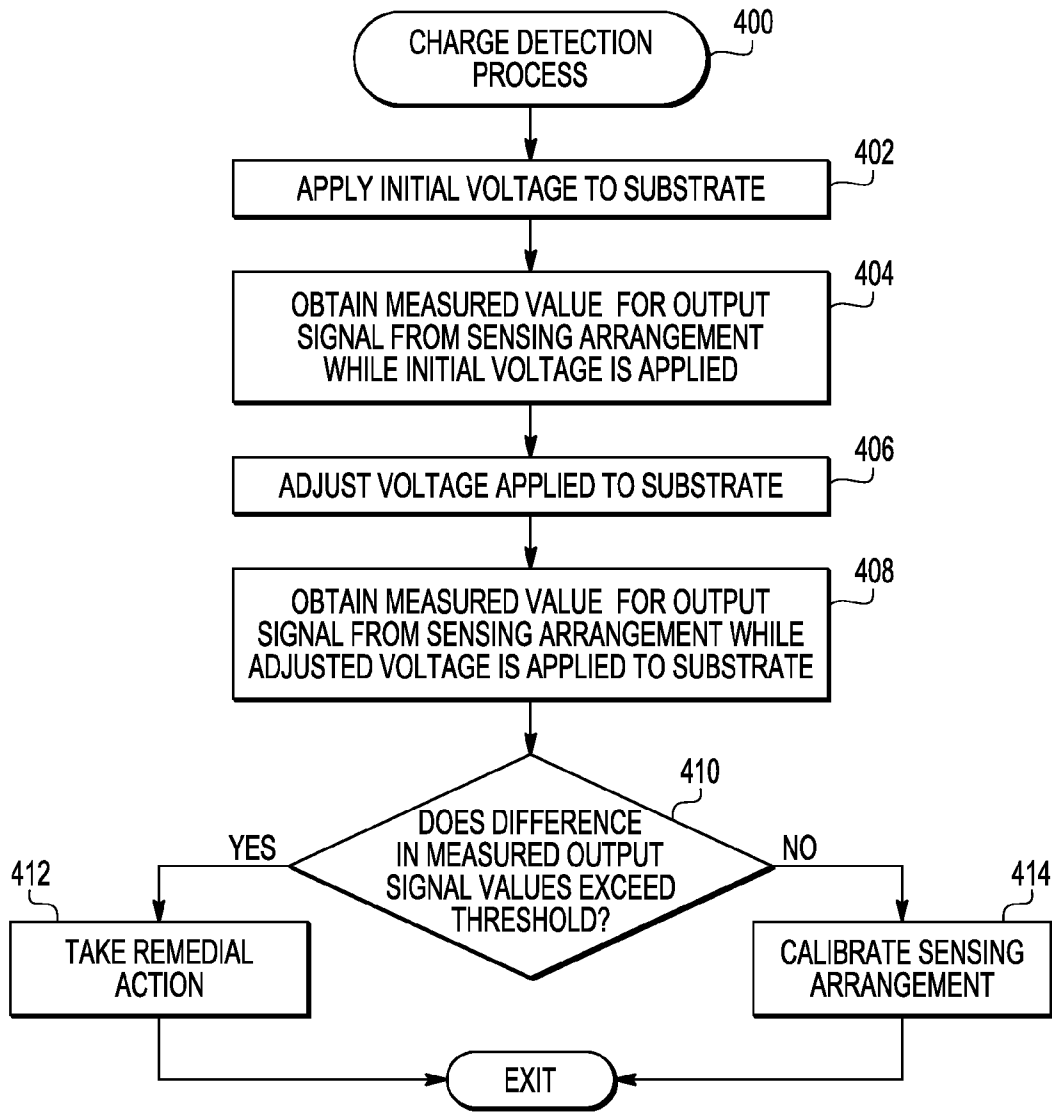 CHARGE DETECTION
PROCESS
400
402
APPLY INITIAL VOLTAGE TO SUBSTRATE
404
OBTAIN MEASURED VALUE FOR OUTPUT
SIGNAL FROM SENSING ARRANGEMENT
WHILE INITIAL VOLTAGE IS APPLIED
406
ADJUST VOLTAGE APPLIED TO SUBSTRATE
408
OBTAIN MEASURED VALUE FOR OUTPUT
SIGNAL FROM SENSING ARRANGEMENT WHILE
ADJUSTED VOLTAGE IS APPLIED TO SUBSTRATE
410
DOES DIFFERENCE
IN MEASURED OUTPUT
SIGNAL VALUES EXCEED
THRESHOLD?
YES
NO
412
TAKE REMEDIAL
ACTION
414
CALIBRATE SENSING
ARRANGEMENT
EXIT